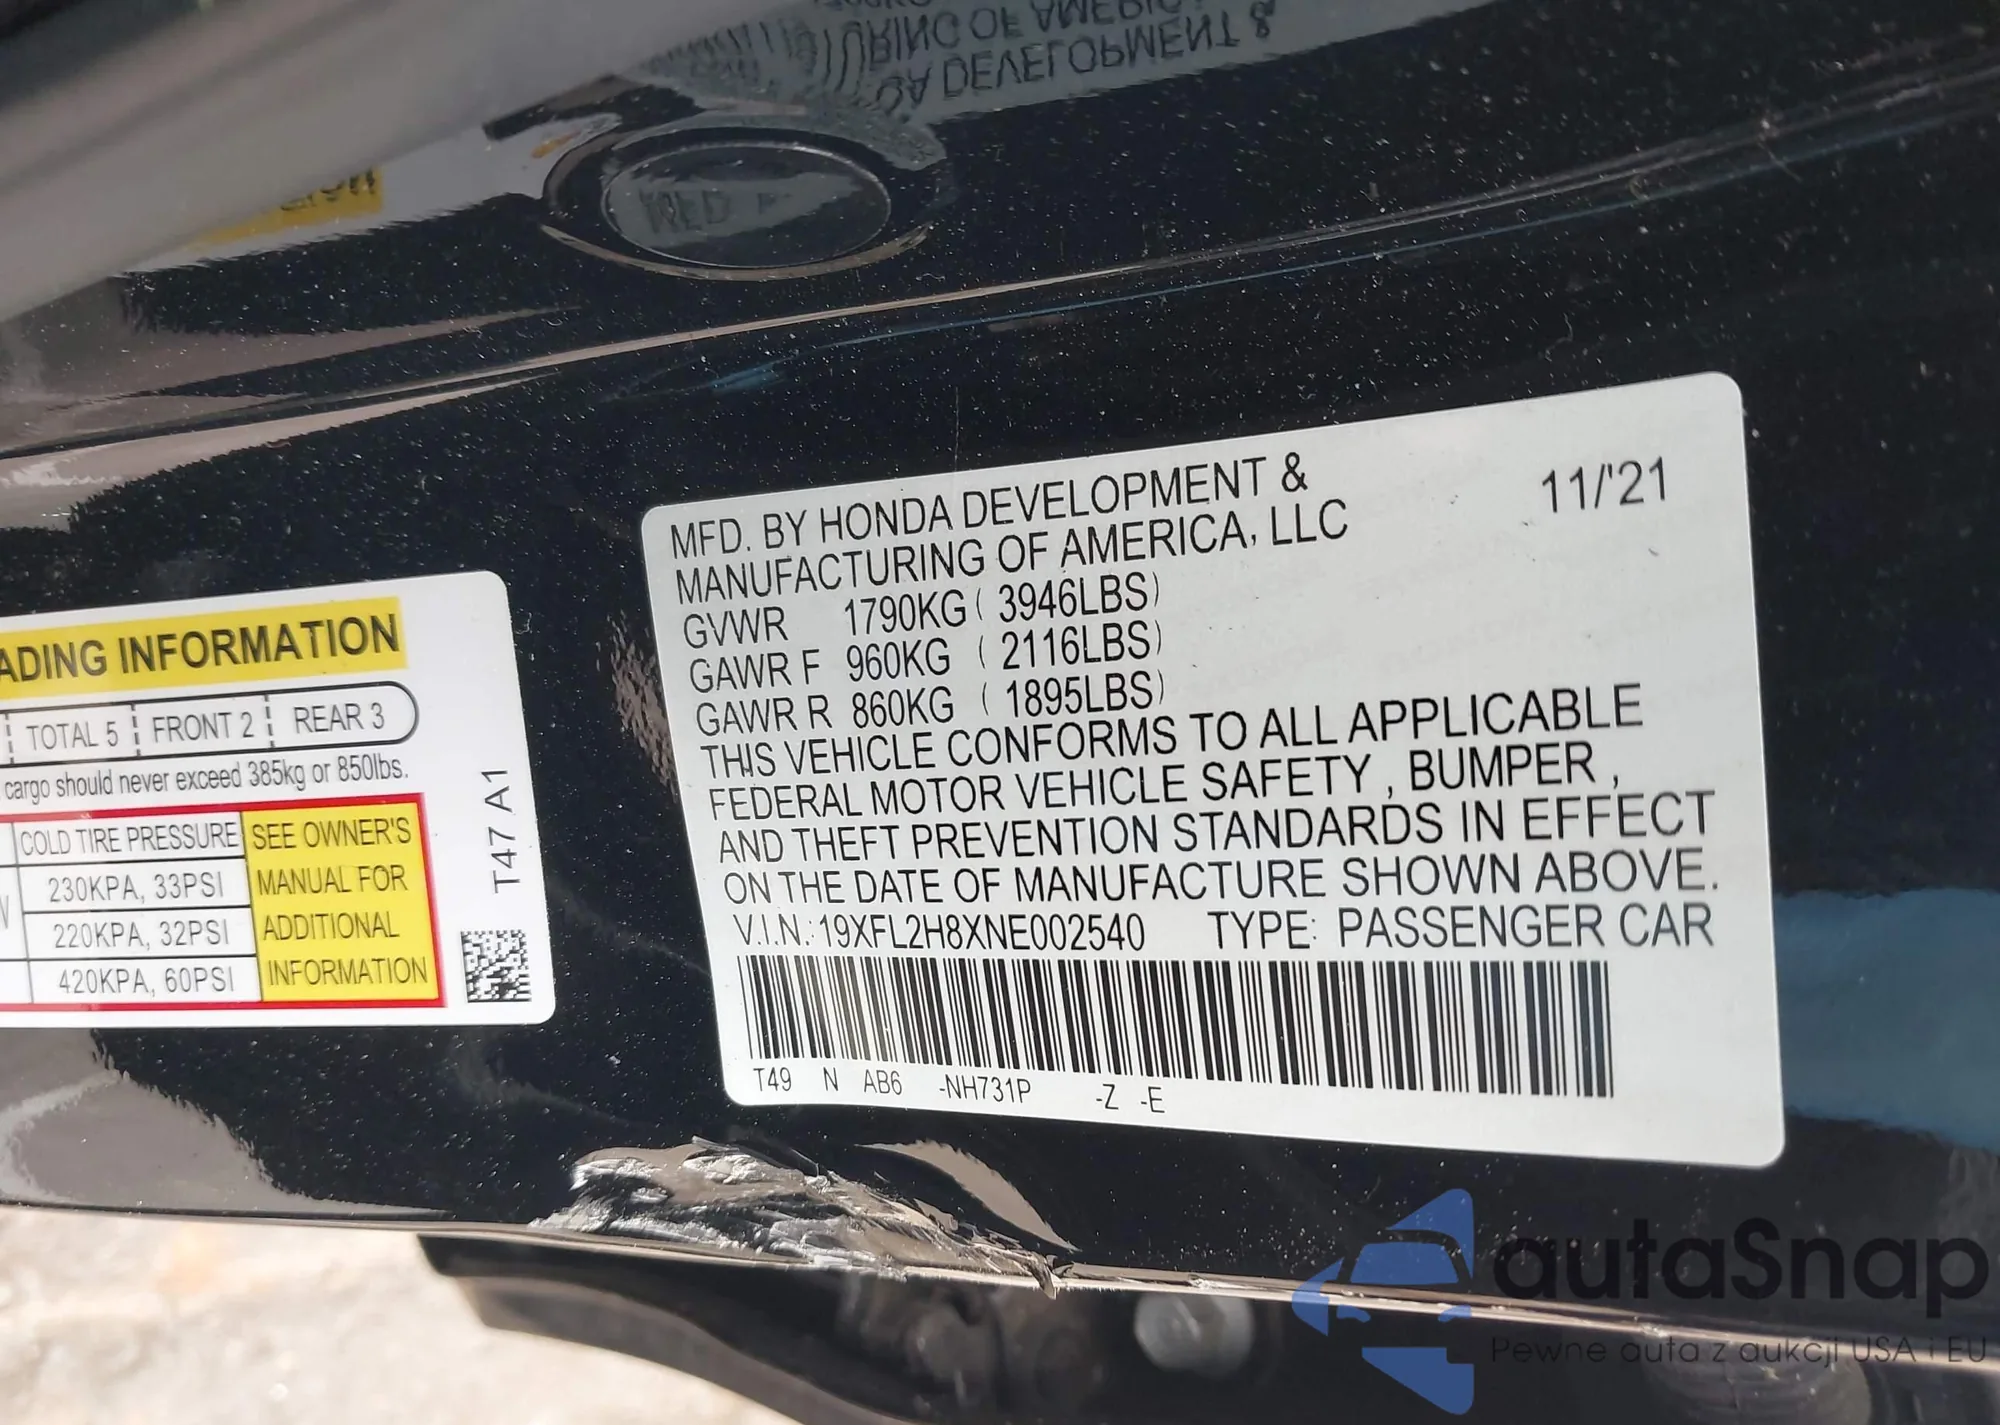 ADING INFORMATION
TOTAL 5 FRONT 2 REAR 3
cargo should never exceed 385kg or 850lbs.
COLD TIRE PRESSURE
230KPA, 33PSI
220KPA, 32PSI
420KPA, 60PSI
SEE OWNER'S
MANUAL FOR
ADDITIONAL
INFORMATION
T47 A1
MFD. BY HONDA DEVELOPMENT &
MANUFACTURING OF AMERICA, LLC
11/'21
GVWR 1790KG ( 3946LBS)
GAWR F 960KG ( 2116LBS)
GAWR R 860KG ( 1895LBS)
THIS VEHICLE CONFORMS TO ALL APPLICABLE
FEDERAL MOTOR VEHICLE SAFETY , BUMPER ,
AND THEFT PREVENTION STANDARDS IN EFFECT
ON THE DATE OF MANUFACTURE SHOWN ABOVE.
V.I.N.: 19XFL2H8XNE002540 TYPE: PASSENGER CAR
T49 N AB6 -NH731P -Z -E
autaSnap
Pewne auta z aukcji USA i EU